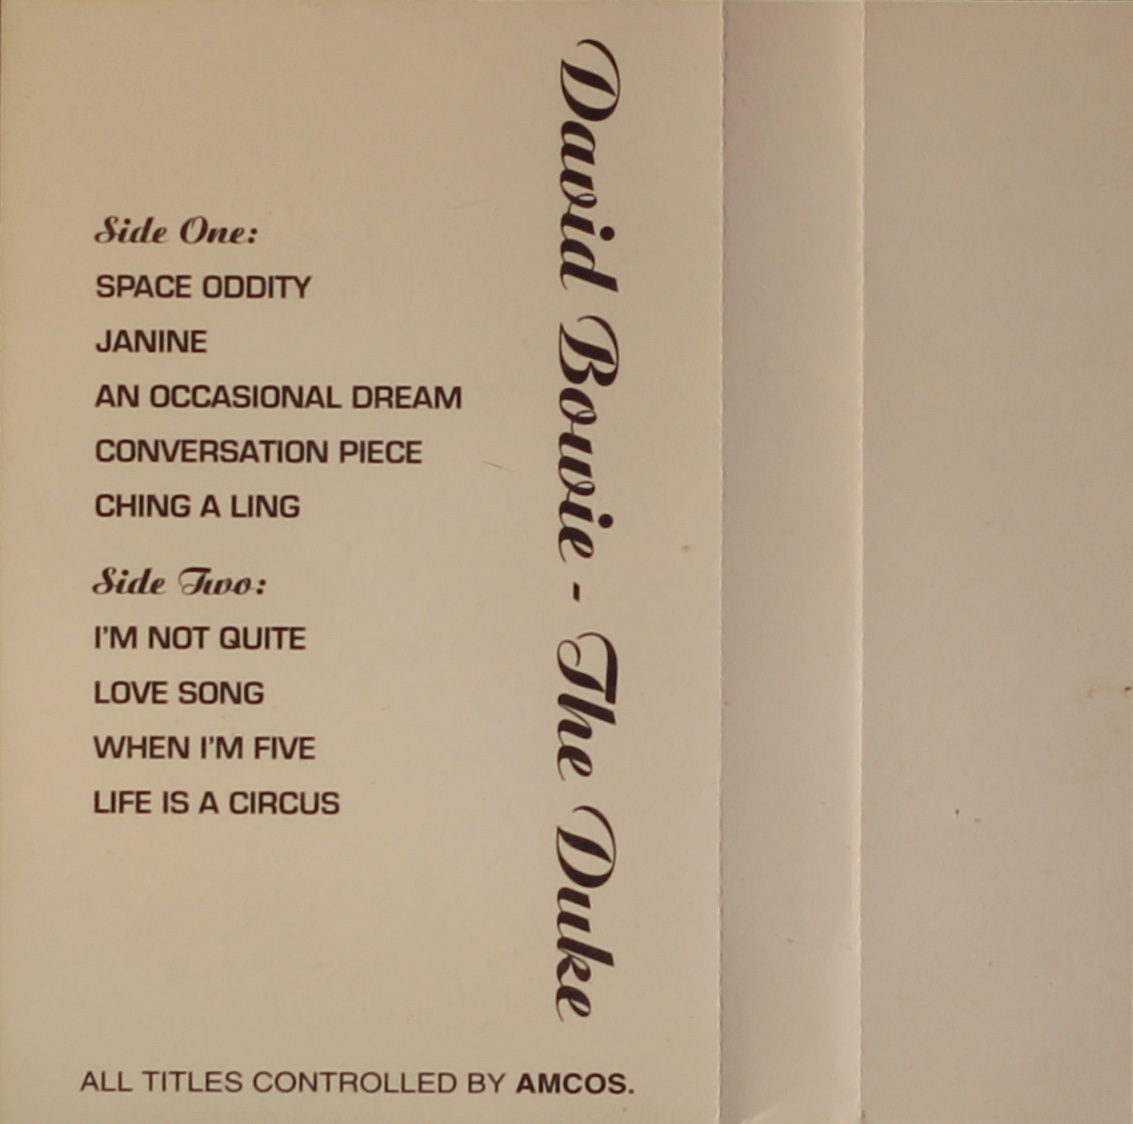 Side One:
SPACE ODDITY
JANINE
AN OCCASIONAL DREAM
CONVERSATION PIECE
CHING A LING
Side Two:
I'M NOT QUITE
LOVE SONG
WHEN I'M FIVE
LIFE IS A CIRCUS
David Bowie - The Duke
ALL TITLES CONTROLLED BY AMCOS.